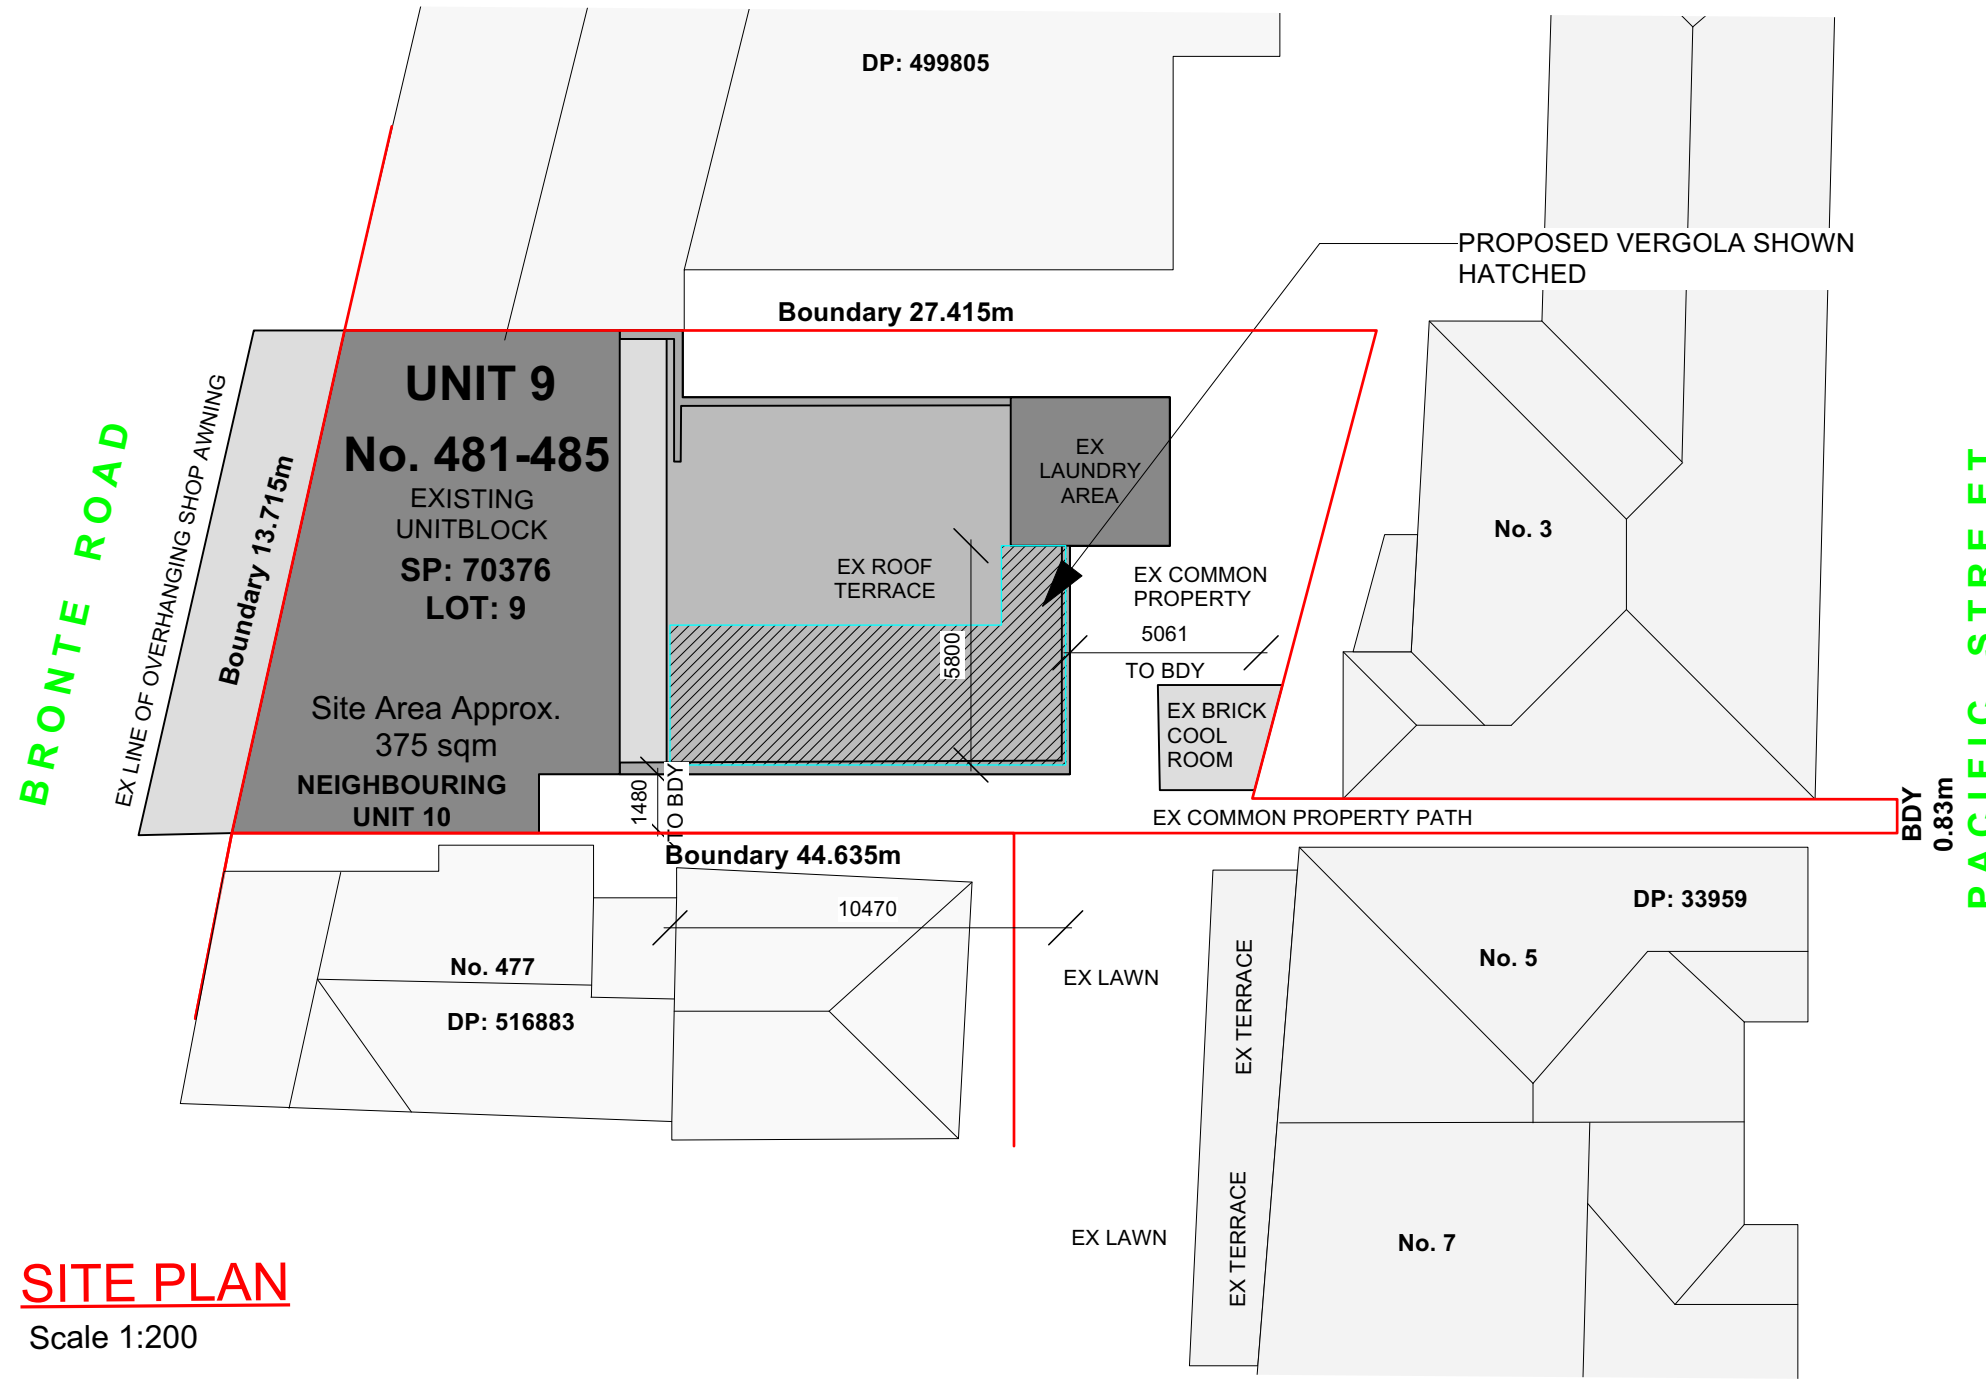 DP: 499805
PROPOSED VERGOLA SHOWN
HATCHED
Boundary 27.415m
UNIT 9
No. 481-485
EXISTING
UNITBLOCK
SP: 70376
LOT: 9
Site Area Approx.
375 sqm
NEIGHBOURING
UNIT 10
BRONTE ROAD
EX LINE OF OVERHANGING SHOP AWNING
Boundary 13.715m
EX
LAUNDRY
AREA
EX ROOF
TERRACE
5800
EX COMMON
PROPERTY
5061
TO BDY
EX BRICK
COOL
ROOM
1480
TO BDY
EX COMMON PROPERTY PATH
Boundary 44.635m
No. 3
BDY
0.83m
PACIFIC STREET
10470
No. 477
DP: 516883
EX LAWN
EX TERRACE
DP: 33959
No. 5
EX LAWN
EX TERRACE
No. 7
SITE PLAN
Scale 1:200